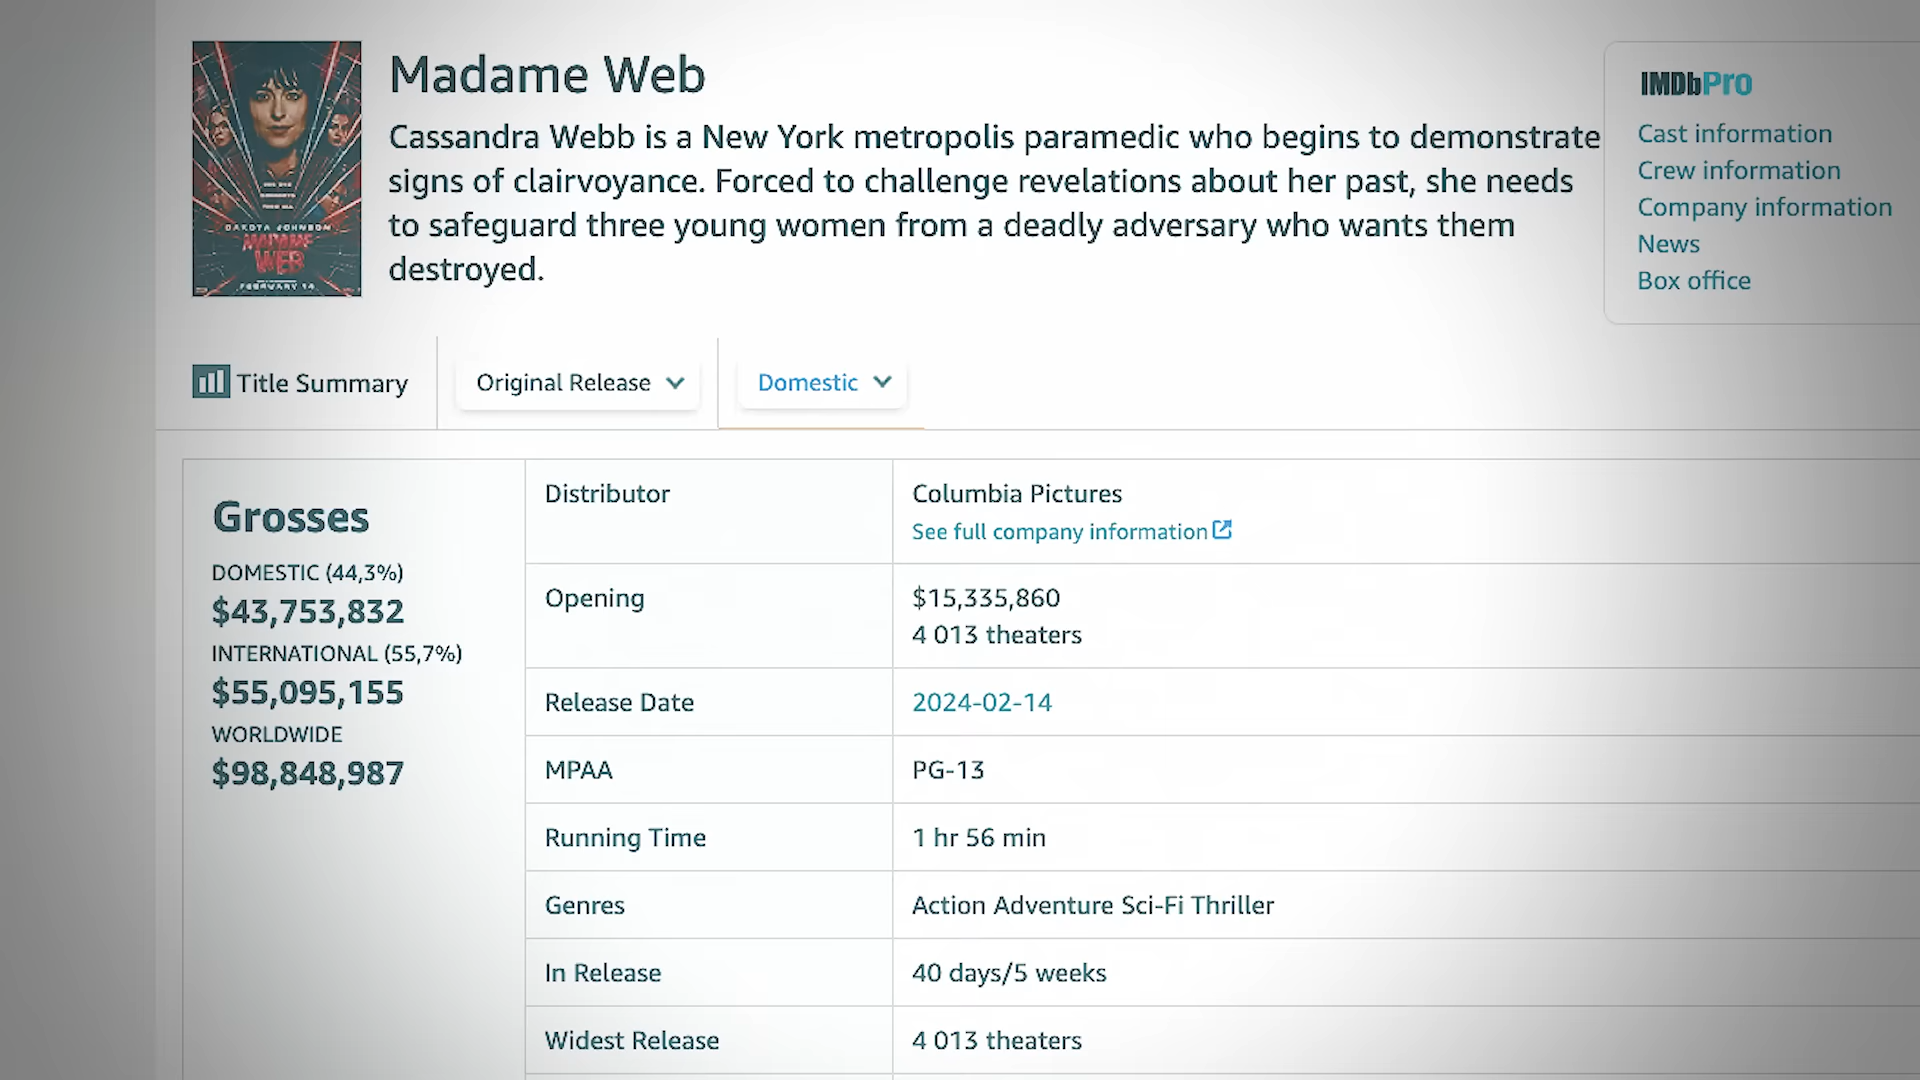 Madame Web
Cassandra Webb is a New York metropolis paramedic who begins to demonstrate
signs of clairvoyance. Forced to challenge revelations about her past, she needs
to safeguard three young women from a deadly adversary who wants them
destroyed.
DAKOTA JOHNSON
MADAME
WEB
FEBRUARY 14
IMDbPro
Cast information
Crew information
Company information
News
Box office
Title Summary
Original Release
Domestic
Grosses
DOMESTIC (44,3%)
$43,753,832
INTERNATIONAL (55,7%)
$55,095,155
WORLDWIDE
$98,848,987
Distributor
Columbia Pictures
See full company information
Opening
$15,335,860
4 013 theaters
Release Date
2024-02-14
MPAA
PG-13
Running Time
1 hr 56 min
Genres
Action Adventure Sci-Fi Thriller
In Release
40 days/5 weeks
Widest Release
4 013 theaters